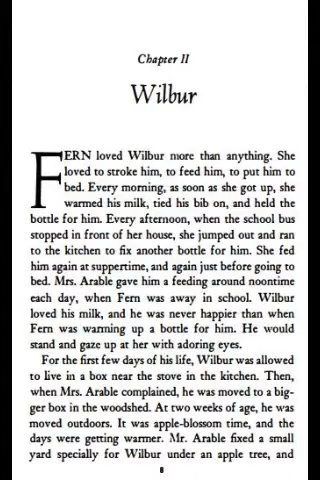 Chapter II
Wilbur
FERN loved Wilbur more than anything. She
loved to stroke him, to feed him, to put him to
bed. Every morning, as soon as she got up, she
warmed his milk, tied his bib on, and held the
bottle for him. Every afternoon, when the school bus
stopped in front of her house, she jumped out and ran
to the kitchen to fix another bottle for him. She fed
him again at suppertime, and again just before going to
bed. Mrs. Arable gave him a feeding around noontime
each day, when Fern was away in school. Wilbur
loved his milk, and he was never happier than when
Fern was warming up a bottle for him. He would
stand and gaze up at her with adoring eyes.
For the first few days of his life, Wilbur was allowed
to live in a box near the stove in the kitchen. Then,
when Mrs. Arable complained, he was moved to a big-
ger box in the woodshed. At two weeks of age, he was
moved outdoors. It was apple-blossom time, and the
days were getting warmer. Mr. Arable fixed a small
yard specially for Wilbur under an apple tree, and
8